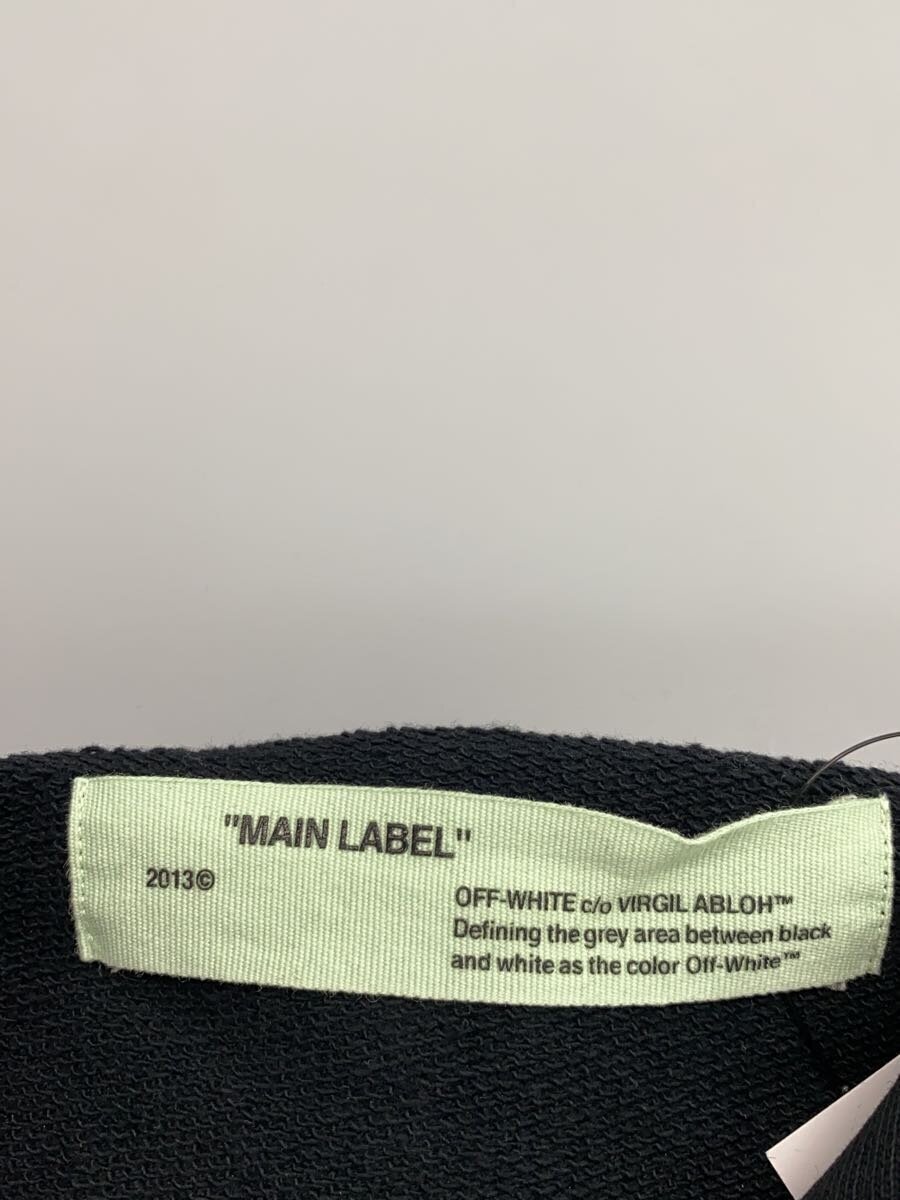 "MAIN LABEL"
2013©
OFF-WHITE c/o VIRGIL ABLOH™
Defining the grey area between black
and white as the color Off-White™